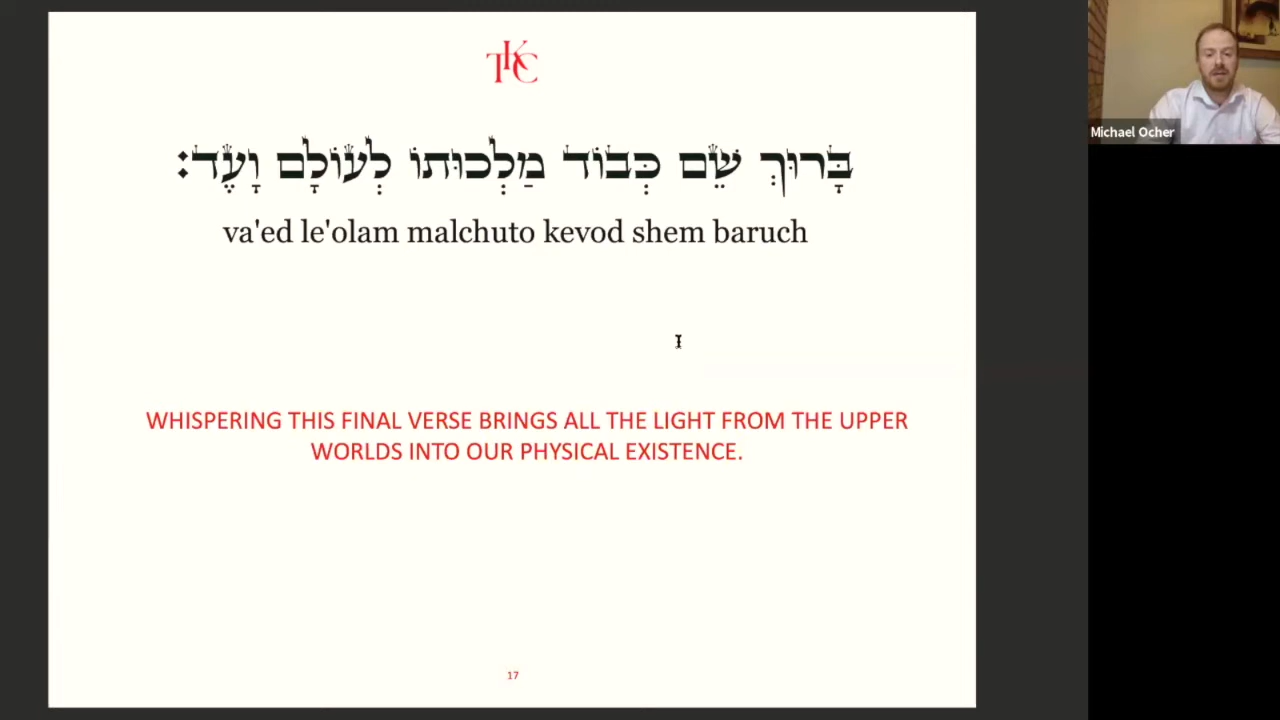 TKC
בָּרוּךְ שֵׁם כְּבוֹד מַלְכוּתוֹ לְעוֹלָם וָעֶד:
va'ed le'olam malchuto kevod shem baruch
WHISPERING THIS FINAL VERSE BRINGS ALL THE LIGHT FROM THE UPPER
WORLDS INTO OUR PHYSICAL EXISTENCE.
17
Michael Ocher